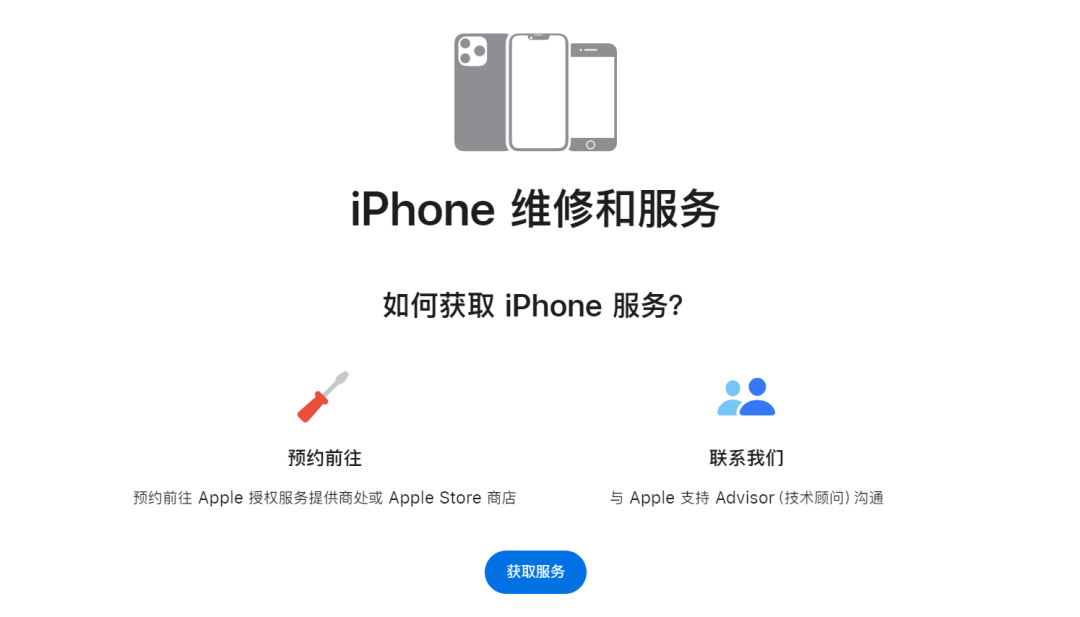 iPhone 维修和服务
如何获取 iPhone 服务?
预约前往
预约前往 Apple 授权服务提供商处或 Apple Store 商店
联系我们
与 Apple 支持 Advisor (技术顾问) 沟通
获取服务